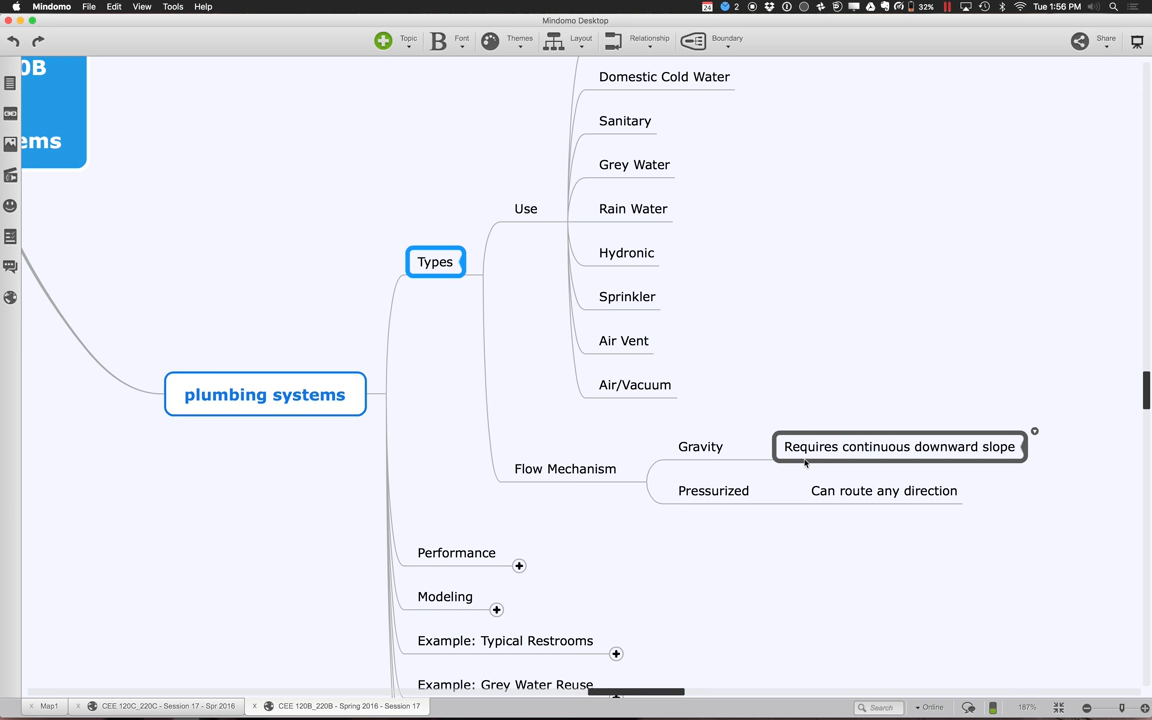 Mindomo File Edit View Tools Help
24 2 32% Tue 1:56 PM
Mindomo Desktop
Topic Font Themes Layout Relationship Boundary Share
0B
ems
Domestic Cold Water
Sanitary
Grey Water
Rain Water
Hydronic
Sprinkler
Air Vent
Air/Vacuum
Use
Types
plumbing systems
Flow Mechanism
Gravity
Requires continuous downward slope
Pressurized
Can route any direction
Performance
Modeling
Example: Typical Restrooms
Example: Grey Water Reuse
x Map1 x CEE 120C_220C - Session 17 - Spr 2016 x CEE 120B_220B - Spring 2016 - Session 17
Search Online 187%